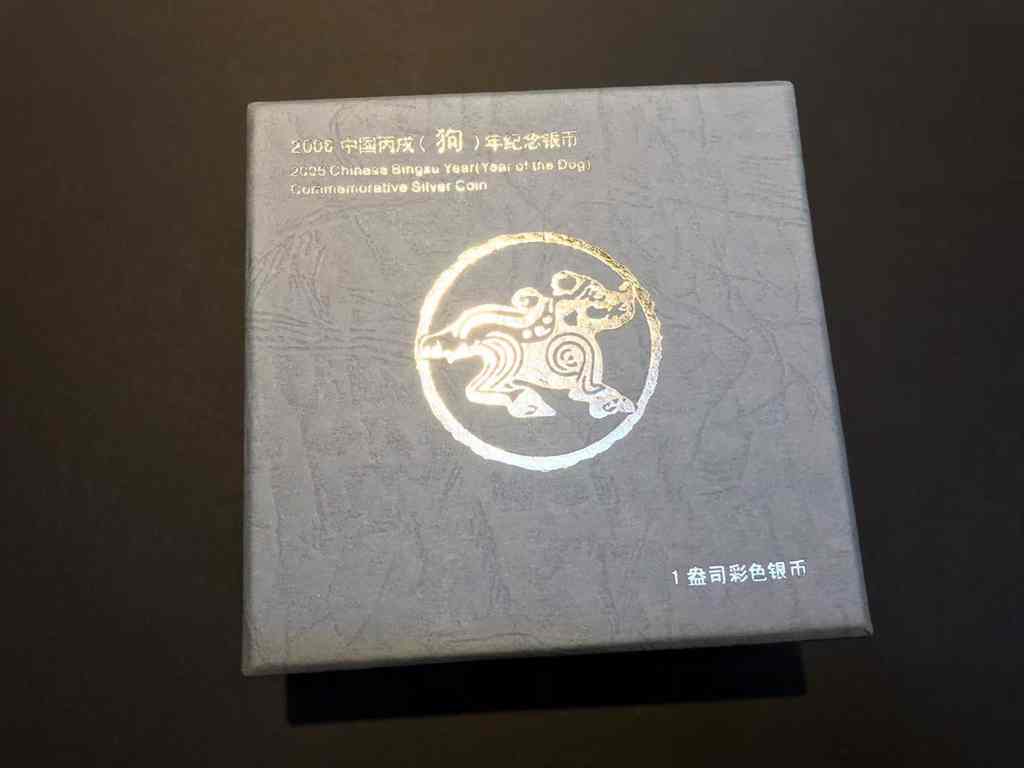 2006 中国丙戌(狗)年纪念银币
2006 Chinese Bingxu Year(Year of the Dog)
Commemorative Silver Coin
1 盎司彩色银币